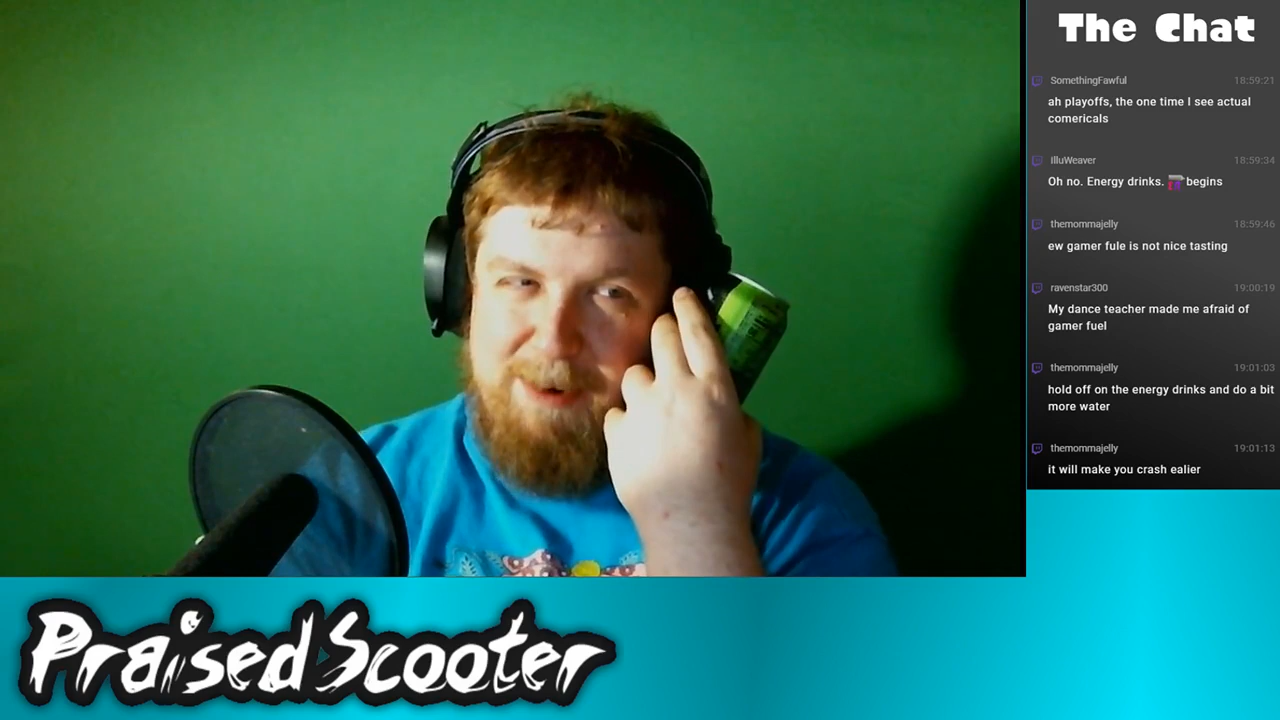 The Chat
SomethingFawful 18:59:21
ah playoffs, the one time I see actual
comericals
IlluWeaver 18:59:34
Oh no. Energy drinks. begins
themommajelly 18:59:46
ew gamer fule is not nice tasting
ravenstar300 19:00:19
My dance teacher made me afraid of
gamer fuel
themommajelly 19:01:03
hold off on the energy drinks and do a bit
more water
themommajelly 19:01:13
it will make you crash ealier
PraisedScooter